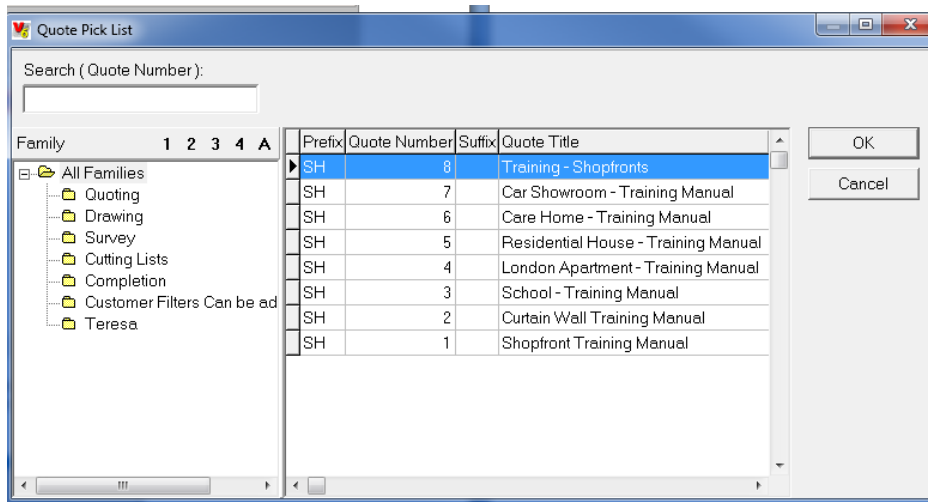 Quote Pick List
Search ( Quote Number ):
Family 1 2 3 4 A
All Families
Quoting
Drawing
Survey
Cutting Lists
Completion
Customer Filters Can be ad
Teresa
Prefix Quote Number Suffix Quote Title
SH 8 Training - Shopfronts
SH 7 Car Showroom - Training Manual
SH 6 Care Home - Training Manual
SH 5 Residential House - Training Manual
SH 4 London Apartment - Training Manual
SH 3 School - Training Manual
SH 2 Curtain Wall Training Manual
SH 1 Shopfront Training Manual
OK
Cancel